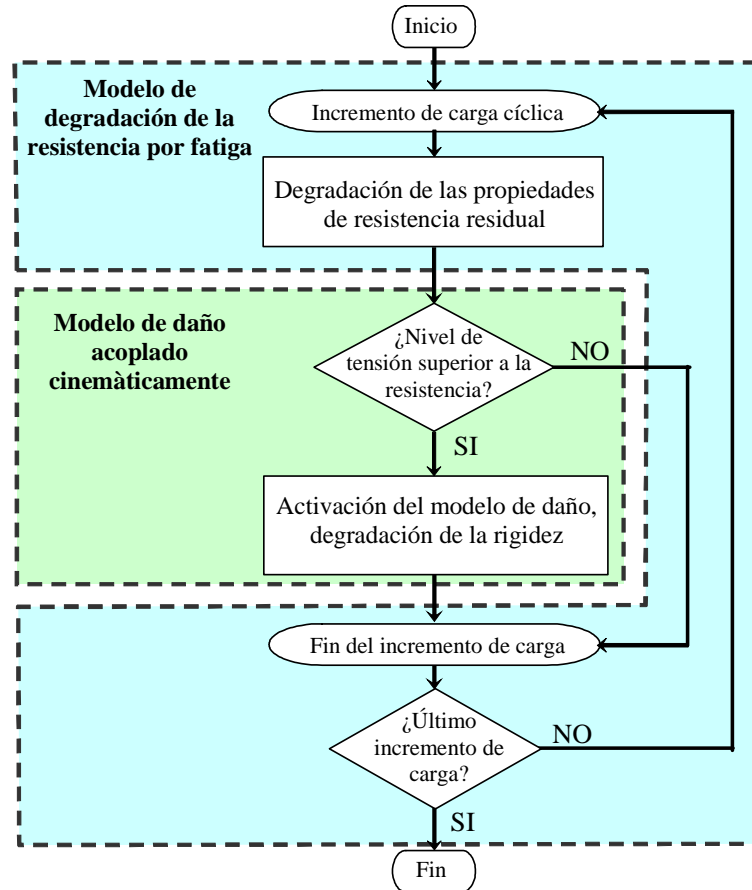 Inicio
Modelo de
degradación de la
resistencia por fatiga
Incremento de carga cíclica
Degradación de las propiedades
de resistencia residual
Modelo de daño
acoplado
cinemàticamente
¿Nivel de
tensión superior a la
resistencia?
NO
SI
Activación del modelo de daño,
degradación de la rigidez
Fin del incremento de carga
¿Último
incremento de
carga?
NO
SI
Fin